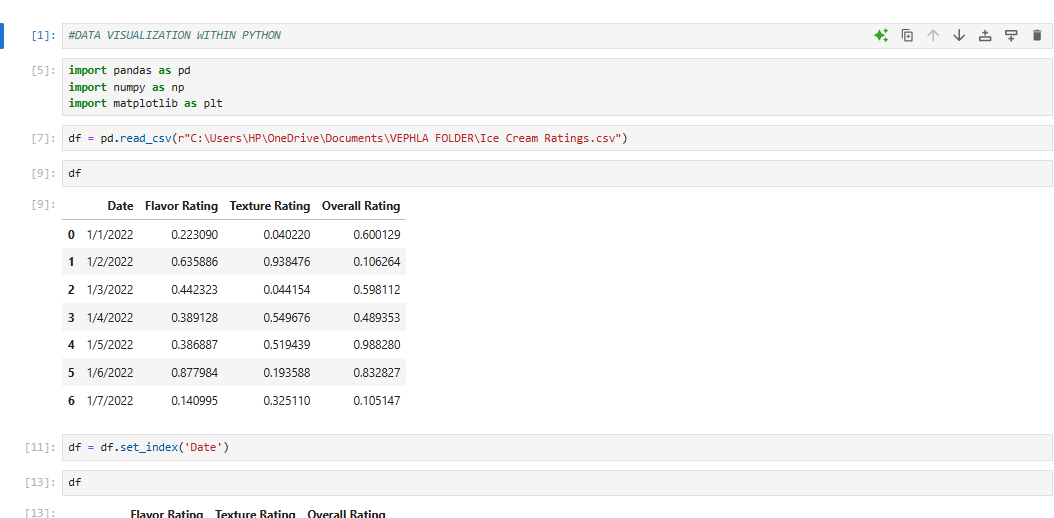 [1]: #DATA VISUALIZATION WITHIN PYTHON
[5]: import pandas as pd
import numpy as np
import matplotlib as plt
[7]: df = pd.read_csv(r"C:\Users\HP\OneDrive\Documents\VEPHLA FOLDER\Ice Cream Ratings.csv")
[9]: df
[9]: Date Flavor Rating Texture Rating Overall Rating
0 1/1/2022 0.223090 0.040220 0.600129
1 1/2/2022 0.635886 0.938476 0.106264
2 1/3/2022 0.442323 0.044154 0.598112
3 1/4/2022 0.389128 0.549676 0.489353
4 1/5/2022 0.386887 0.519439 0.988280
5 1/6/2022 0.877984 0.193588 0.832827
6 1/7/2022 0.140995 0.325110 0.105147
[11]: df = df.set_index('Date')
[13]: df
[13]: Flavor Rating Texture Rating Overall Rating